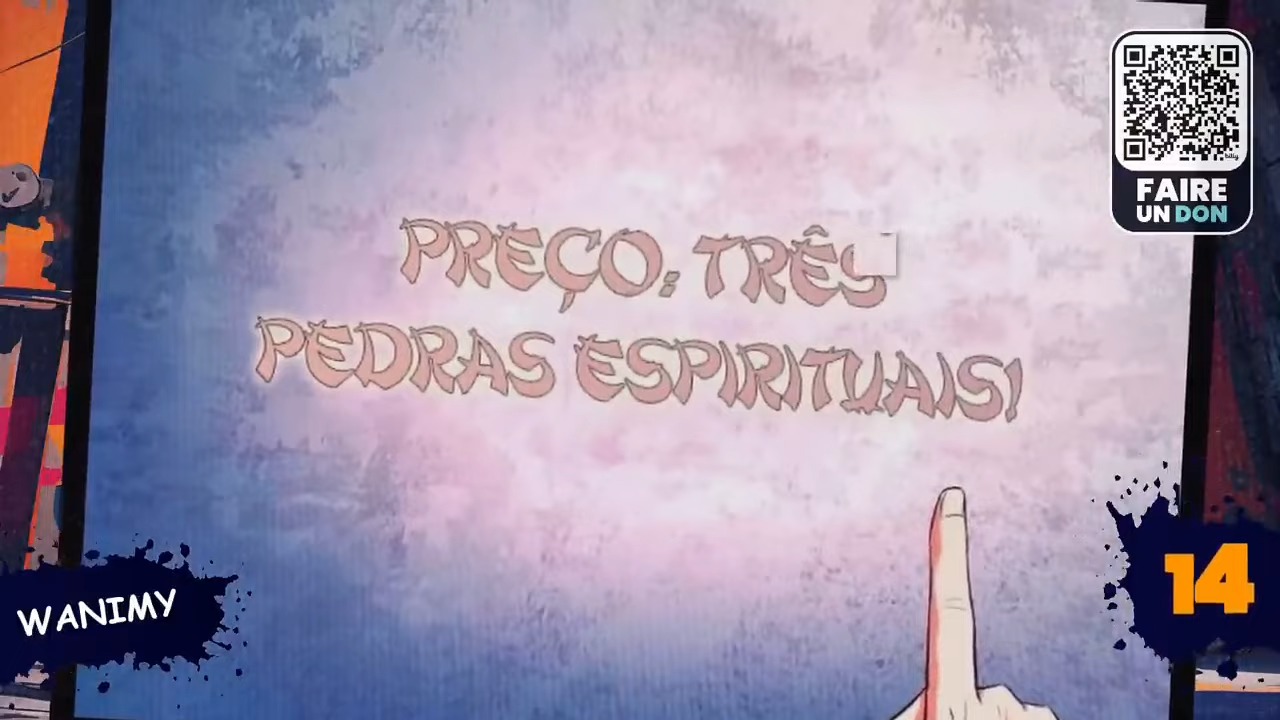 FAIRE
UN DON
PREÇO: TRÊS
PEDRAS ESPIRITUAIS!
WANIMY
14